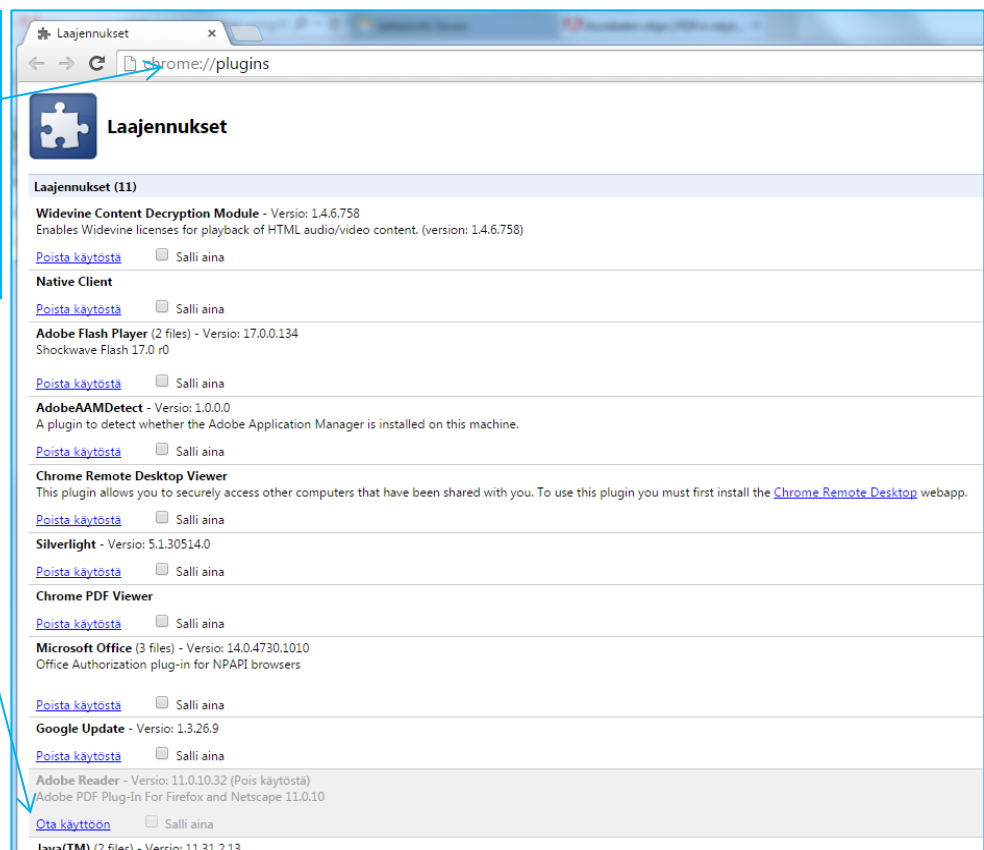 Laajennukset
chrome://plugins
Laajennukset
Laajennukset (11)
Widevine Content Decryption Module - Versio: 1.4.6.758
Enables Widevine licenses for playback of HTML audio/video content. (version: 1.4.6.758)
Poista käytöstä Salli aina
Native Client
Poista käytöstä Salli aina
Adobe Flash Player (2 files) - Versio: 17.0.0.134
Shockwave Flash 17.0 r0
Poista käytöstä Salli aina
AdobeAAMDetect - Versio: 1.0.0.0
A plugin to detect whether the Adobe Application Manager is installed on this machine.
Poista käytöstä Salli aina
Chrome Remote Desktop Viewer
This plugin allows you to securely access other computers that have been shared with you. To use this plugin you must first install the Chrome Remote Desktop webapp.
Poista käytöstä Salli aina
Silverlight - Versio: 5.1.30514.0
Poista käytöstä Salli aina
Chrome PDF Viewer
Poista käytöstä Salli aina
Microsoft Office (3 files) - Versio: 14.0.4730.1010
Office Authorization plug-in for NPAPI browsers
Poista käytöstä Salli aina
Google Update - Versio: 1.3.26.9
Poista käytöstä Salli aina
Adobe Reader - Versio: 11.0.10.32 (Pois käytöstä)
Adobe PDF Plug-In For Firefox and Netscape 11.0.10
Ota käyttöön Salli aina
Java(TM) (2 files) - Versio: 11.31.2.13